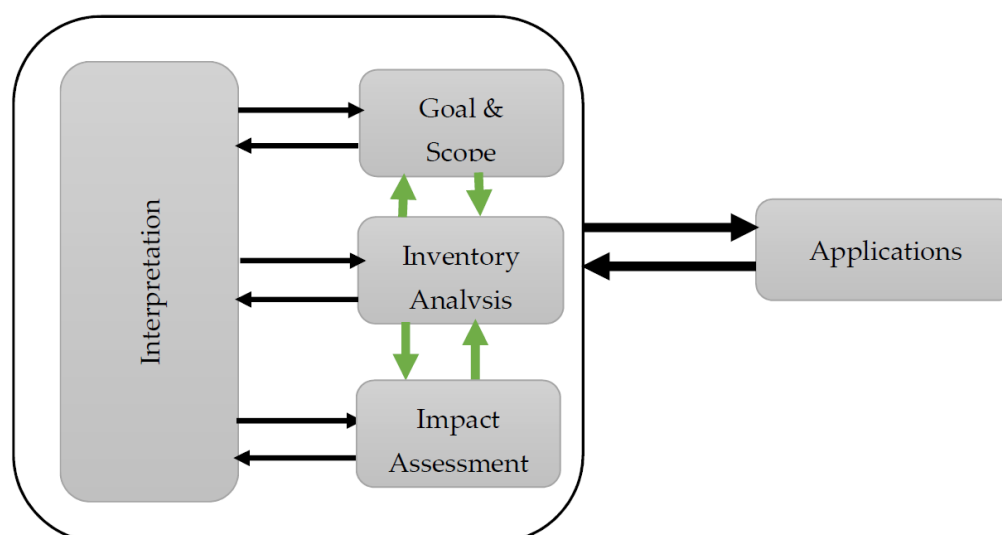 Interpretation
Goal &
Scope
Inventory
Analysis
Impact
Assessment
Applications